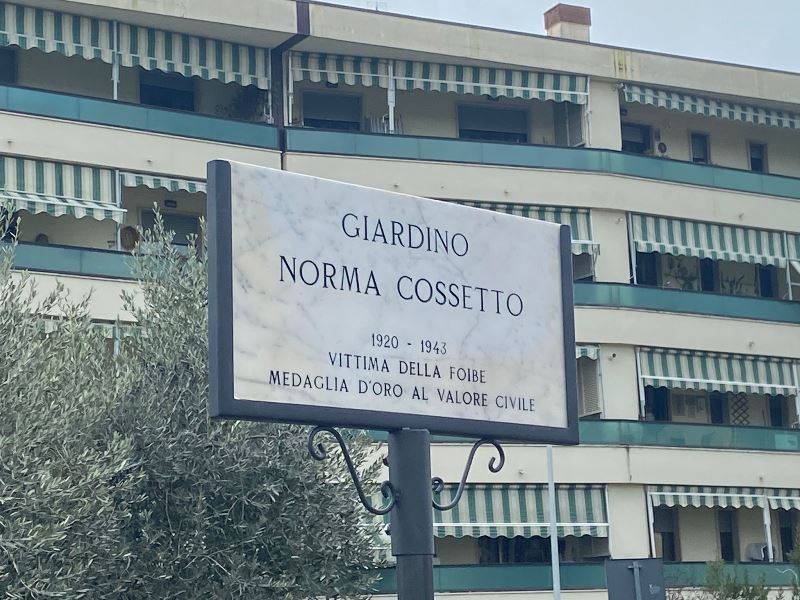 GIARDINO
NORMA COSSETTO
1920 - 1943
VITTIMA DELLA FOIBE
MEDAGLIA D'ORO AL VALORE CIVILE